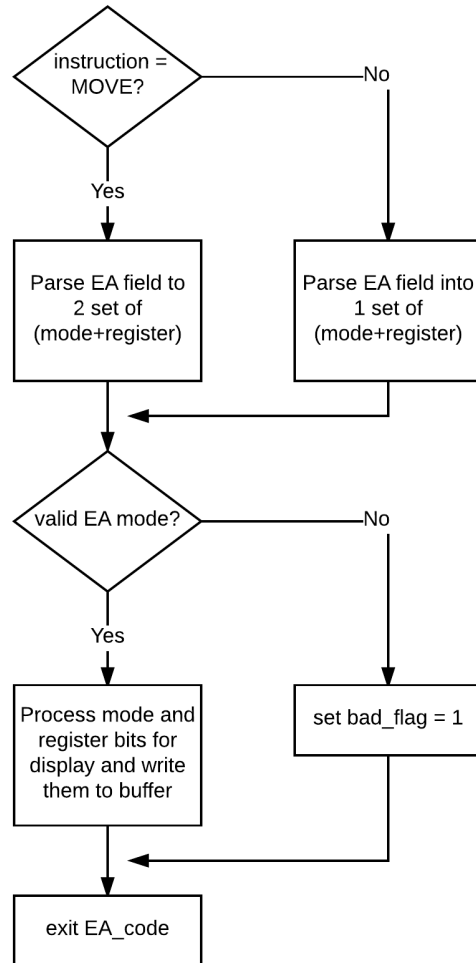 instruction =
MOVE?
No
Yes
Parse EA field to
2 set of
(mode+register)
Parse EA field into
1 set of
(mode+register)
valid EA mode?
No
Yes
Process mode and
register bits for
display and write
them to buffer
set bad_flag = 1
exit EA_code